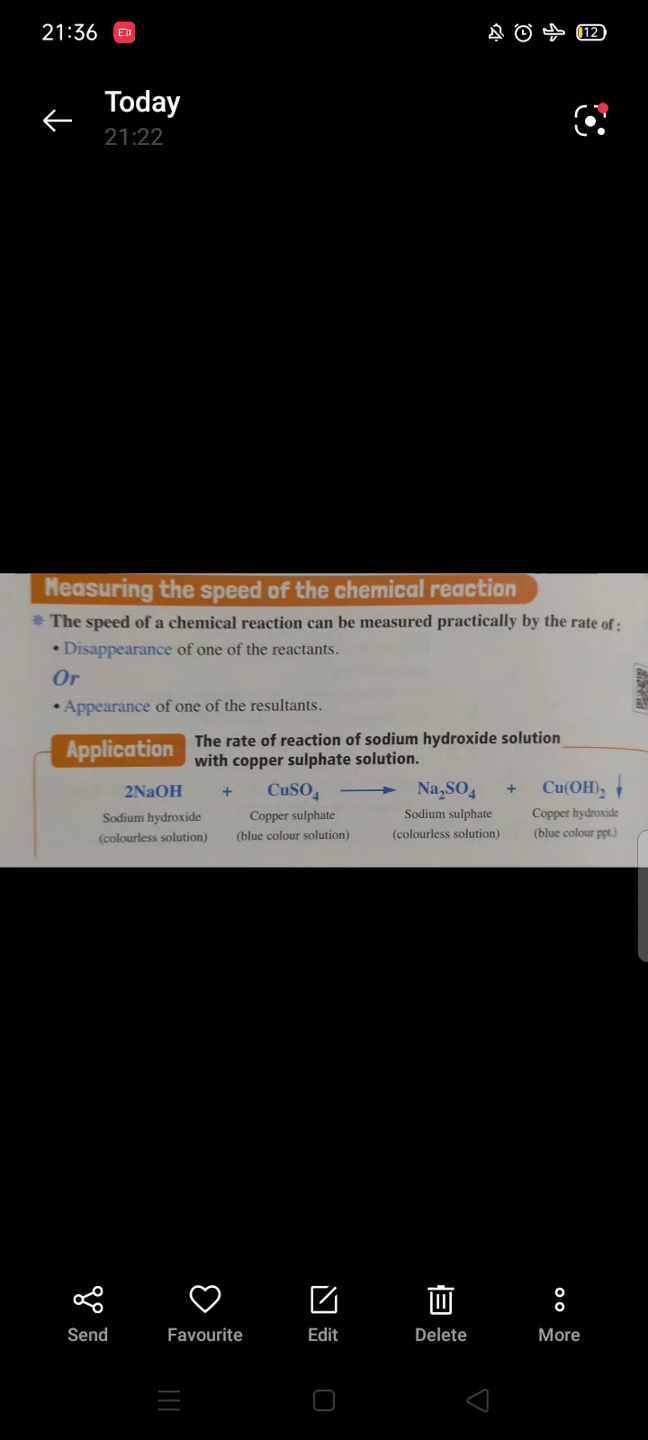 21:36
12
Today
21:22
Measuring the speed of the chemical reaction
* The speed of a chemical reaction can be measured practically by the rate of :
• Disappearance of one of the reactants.
Or
• Appearance of one of the resultants.
Application The rate of reaction of sodium hydroxide solution
with copper sulphate solution.
2NaOH + CuSO₄ ⟶ Na₂SO₄ + Cu(OH)₂ ↓
Sodium hydroxide Copper sulphate Sodium sulphate Copper hydroxide
(colourless solution) (blue colour solution) (colourless solution) (blue colour ppt.)
Send Favourite Edit Delete More